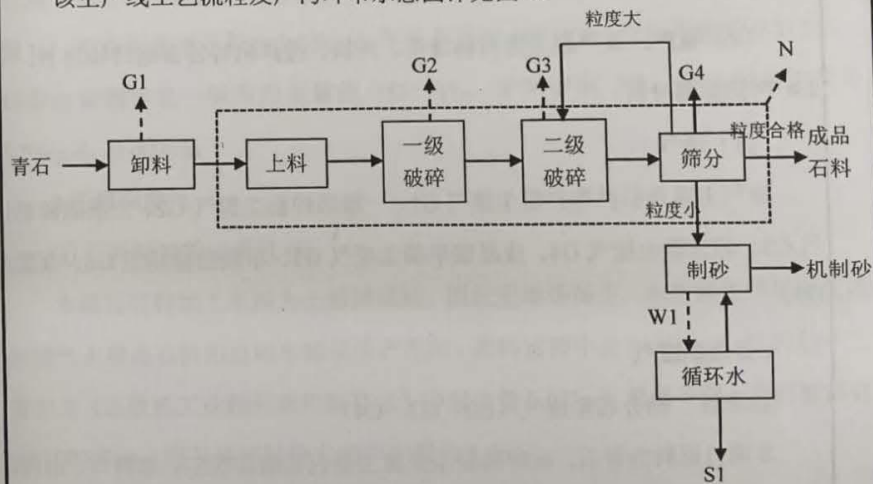 粒度大
N
G1
G2
G3
G4
粒度合格
青石
卸料
上料
一级
破碎
二级
破碎
筛分
成品
石料
粒度小
制砂
机制砂
W1
循环水
S1